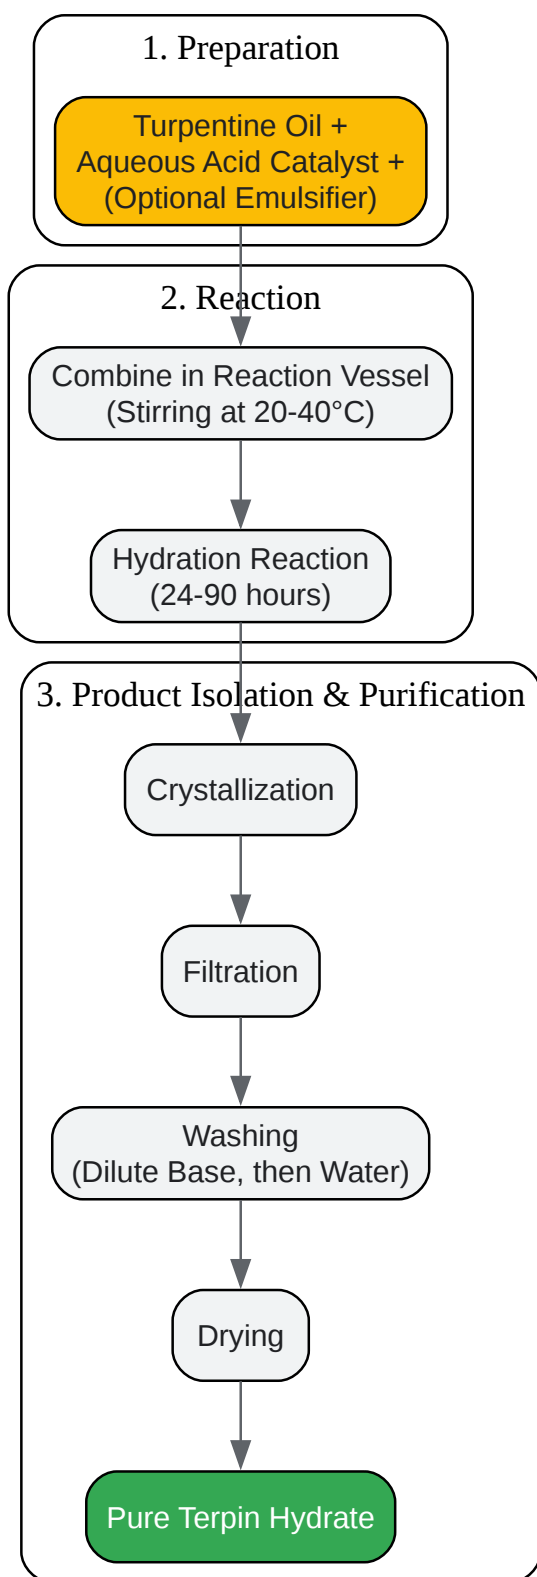 1. Preparation
Turpentine Oil +
Aqueous Acid Catalyst +
(Optional Emulsifier)
2. Reaction
Combine in Reaction Vessel
(Stirring at 20-40°C)
Hydration Reaction
(24-90 hours)
3. Product Isolation & Purification
Crystallization
Filtration
Washing
(Dilute Base, then Water)
Drying
Pure Terpin Hydrate